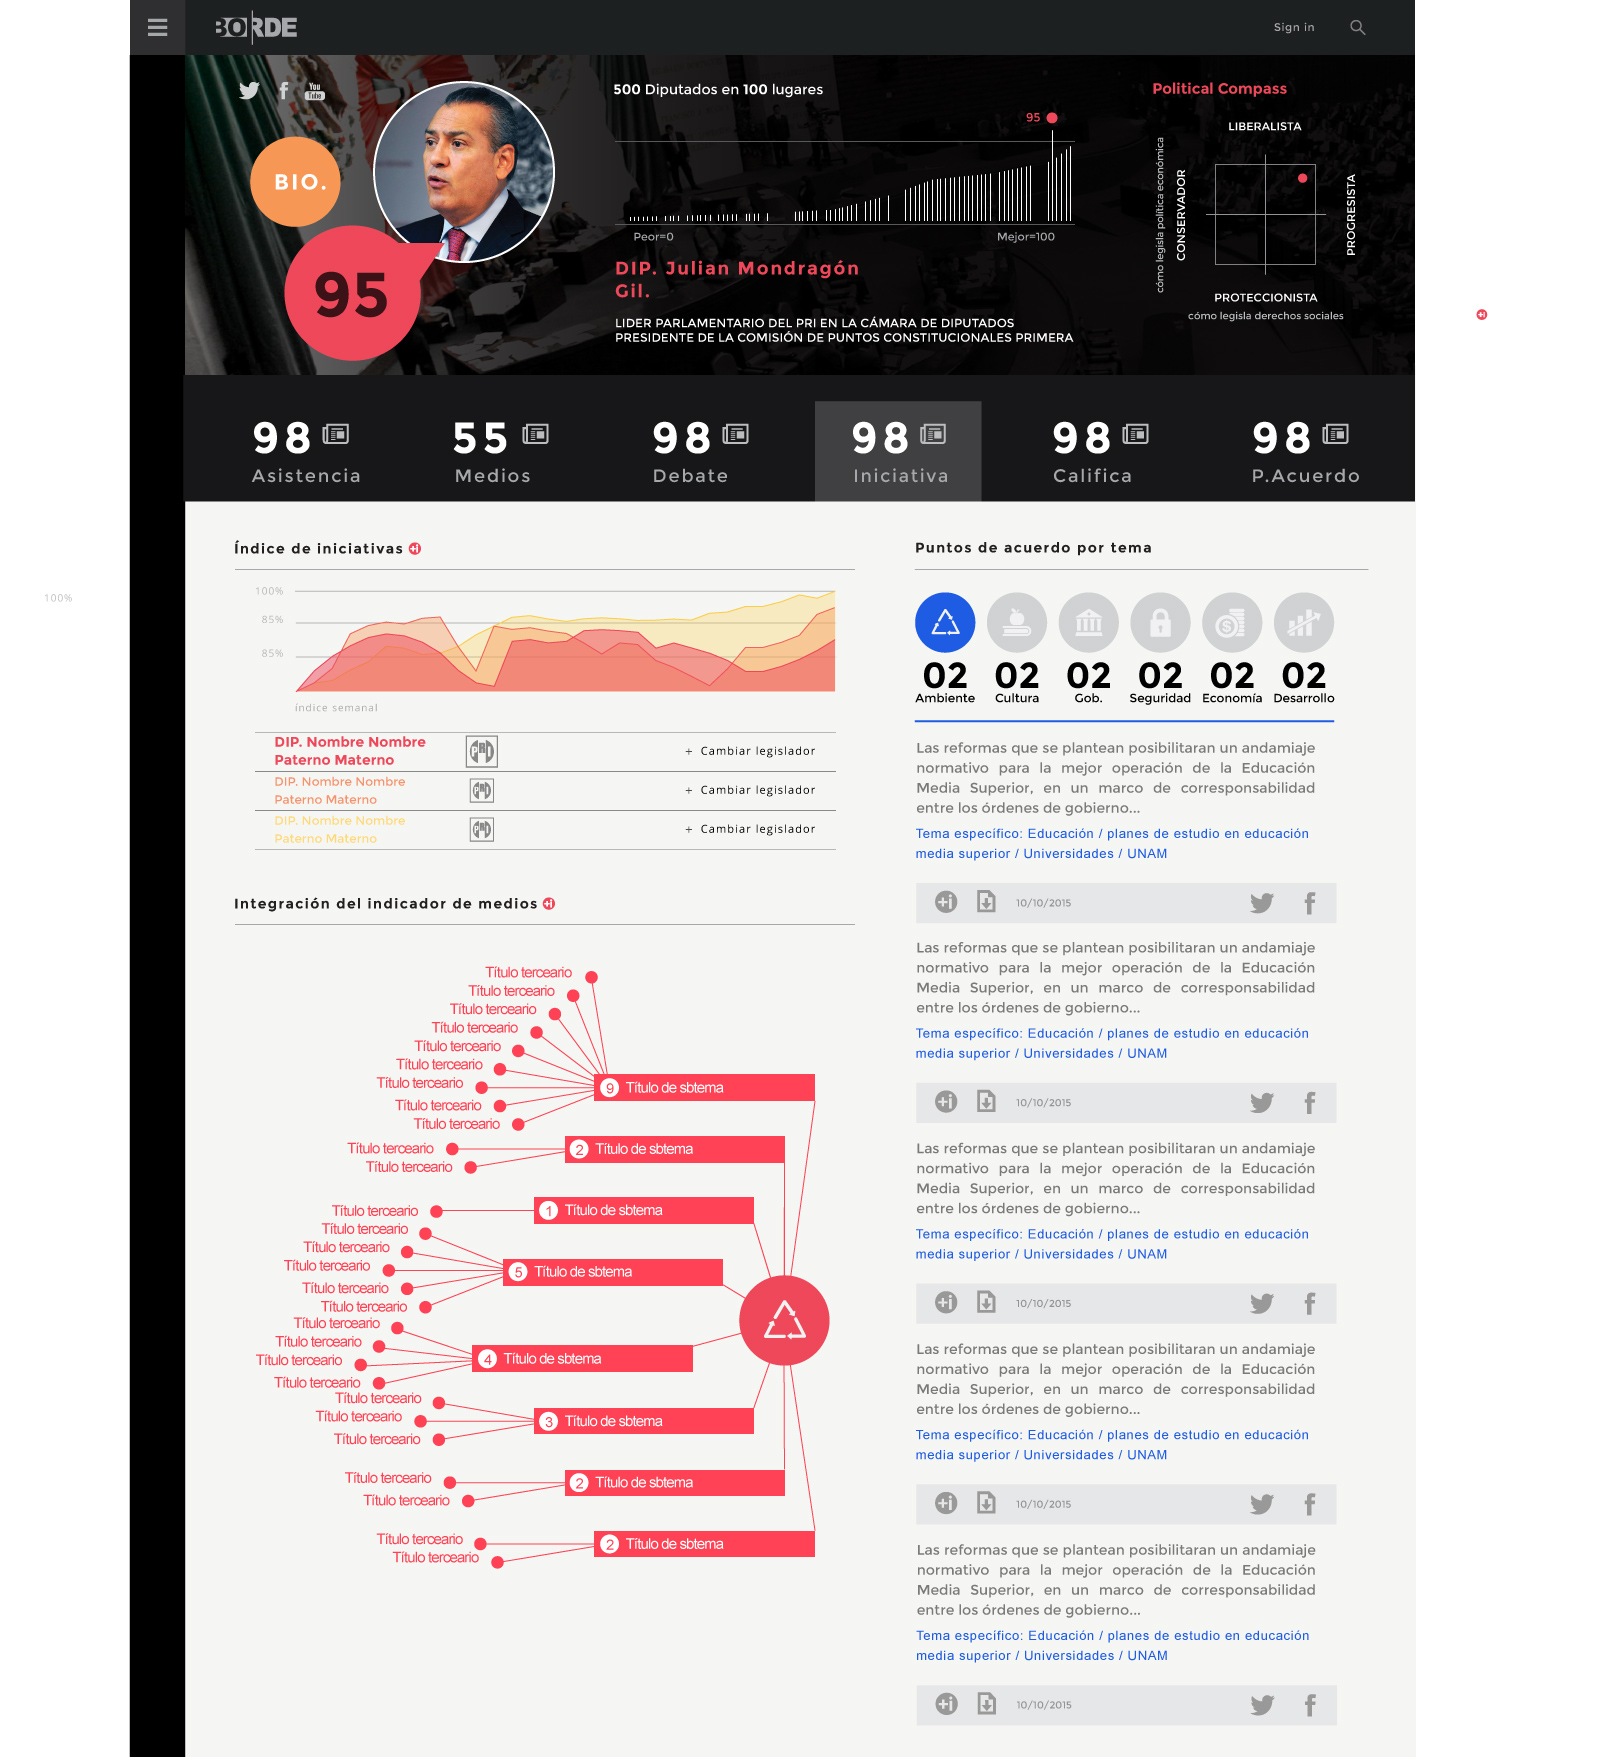 BORDE
Sign in
You
Tube
BIO.
95
500 Diputados en 100 lugares
95
Peor=0
Mejor=100
DIP. Julian Mondragón
Gil.
LIDER PARLAMENTARIO DEL PRI EN LA CÁMARA DE DIPUTADOS
PRESIDENTE DE LA COMISIÓN DE PUNTOS CONSTITUCIONALES PRIMERA
Political Compass
LIBERALISTA
cómo legisla política económica
CONSERVADOR
PROGRESISTA
PROTECCIONISTA
cómo legisla derechos sociales
+i
98
Asistencia
55
Medios
98
Debate
98
Iniciativa
98
Califica
98
P.Acuerdo
Índice de iniciativas +i
100%
100%
85%
85%
índice semanal
DIP. Nombre Nombre
Paterno Materno
PRI
+ Cambiar legislador
DIP. Nombre Nombre
Paterno Materno
PRI
+ Cambiar legislador
DIP. Nombre Nombre
Paterno Materno
PRI
+ Cambiar legislador
Integración del indicador de medios +i
Título terceario
Título terceario
Título terceario
Título terceario
Título terceario
Título terceario
Título terceario
Título terceario
Título terceario
9 Título de sbtema
Título terceario
Título terceario
2 Título de sbtema
Título terceario
1 Título de sbtema
Título terceario
Título terceario
Título terceario
Título terceario
Título terceario
5 Título de sbtema
Título terceario
Título terceario
Título terceario
Título terceario
4 Título de sbtema
Título terceario
Título terceario
Título terceario
3 Título de sbtema
Título terceario
Título terceario
2 Título de sbtema
Título terceario
Título terceario
2 Título de sbtema
Puntos de acuerdo por tema
02 02 02 02 02 02
Ambiente Cultura Gob. Seguridad Economía Desarrollo
Las reformas que se plantean posibilitaran un andamiaje
normativo para la mejor operación de la Educación
Media Superior, en un marco de corresponsabilidad
entre los órdenes de gobierno...
Tema específico: Educación / planes de estudio en educación
media superior / Universidades / UNAM
+i 10/10/2015
Las reformas que se plantean posibilitaran un andamiaje
normativo para la mejor operación de la Educación
Media Superior, en un marco de corresponsabilidad
entre los órdenes de gobierno...
Tema específico: Educación / planes de estudio en educación
media superior / Universidades / UNAM
+i 10/10/2015
Las reformas que se plantean posibilitaran un andamiaje
normativo para la mejor operación de la Educación
Media Superior, en un marco de corresponsabilidad
entre los órdenes de gobierno...
Tema específico: Educación / planes de estudio en educación
media superior / Universidades / UNAM
+i 10/10/2015
Las reformas que se plantean posibilitaran un andamiaje
normativo para la mejor operación de la Educación
Media Superior, en un marco de corresponsabilidad
entre los órdenes de gobierno...
Tema específico: Educación / planes de estudio en educación
media superior / Universidades / UNAM
+i 10/10/2015
Las reformas que se plantean posibilitaran un andamiaje
normativo para la mejor operación de la Educación
Media Superior, en un marco de corresponsabilidad
entre los órdenes de gobierno...
Tema específico: Educación / planes de estudio en educación
media superior / Universidades / UNAM
+i 10/10/2015